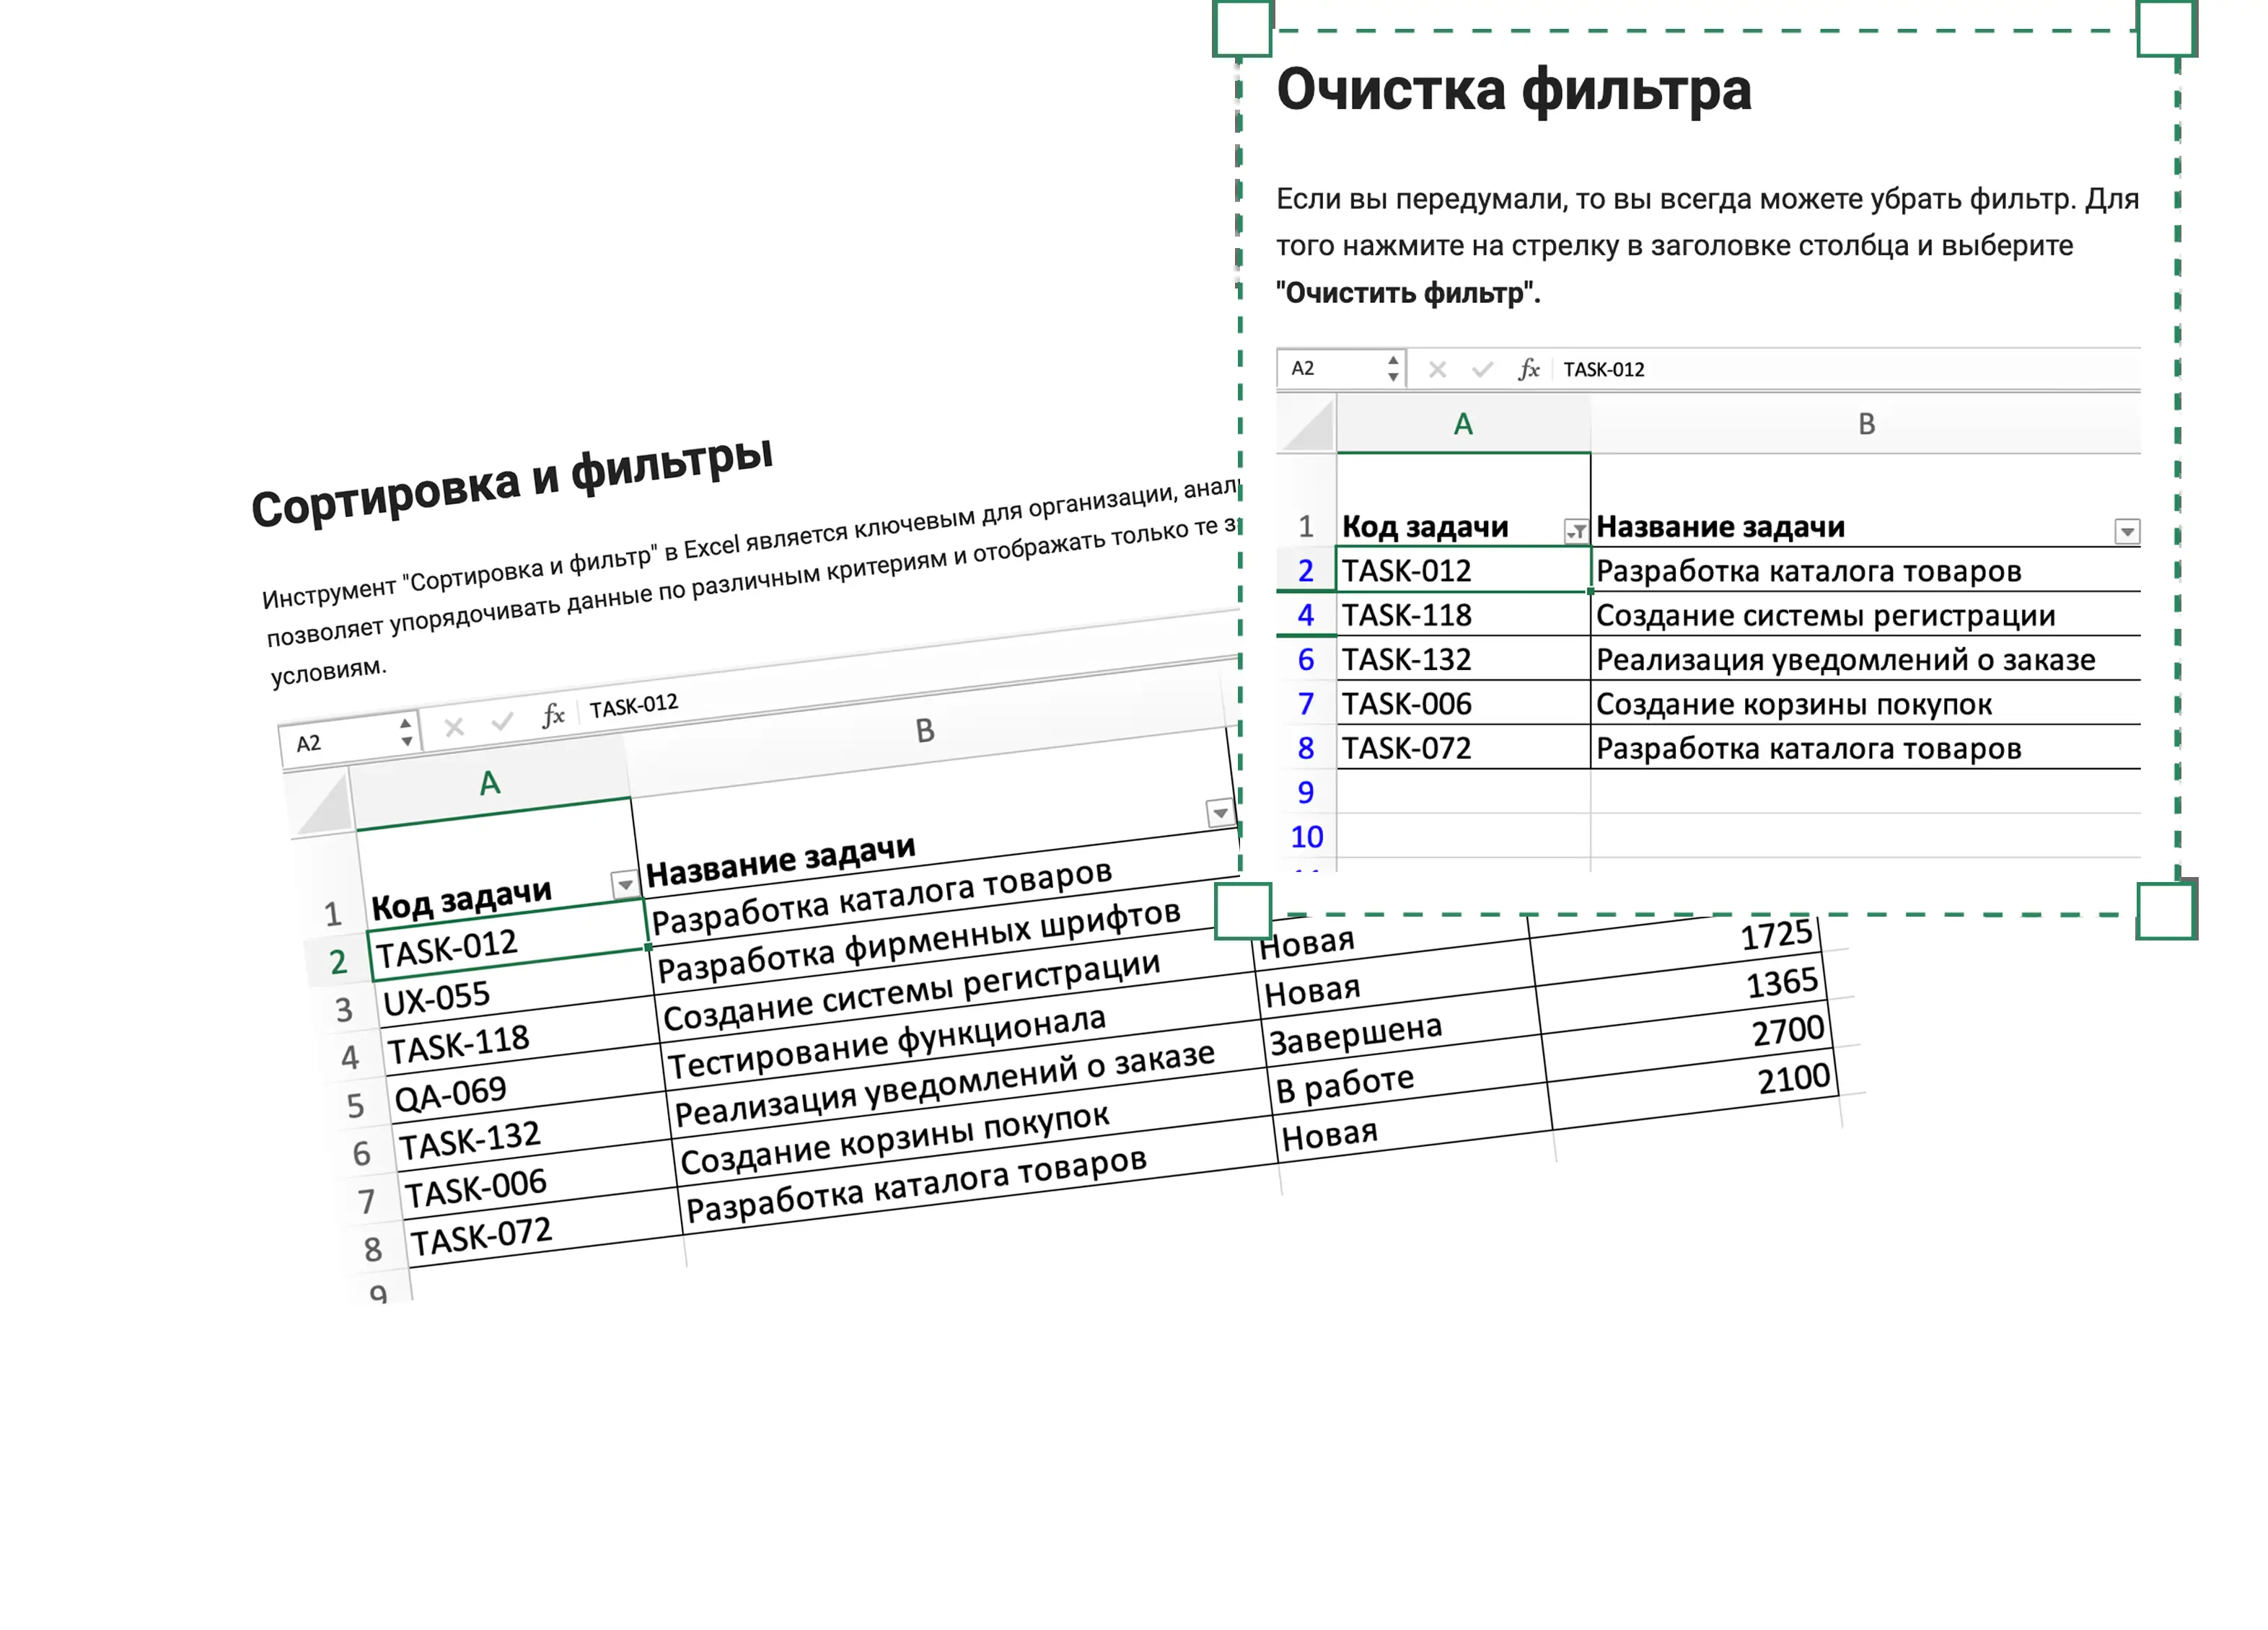 Очистка фильтра
Если вы передумали, то вы всегда можете убрать фильтр. Для
того нажмите на стрелку в заголовке столбца и выберите
"Очистить фильтр".
A2 fx TASK-012
A B
1 Код задачи Название задачи
2 TASK-012 Разработка каталога товаров
4 TASK-118 Создание системы регистрации
6 TASK-132 Реализация уведомлений о заказе
7 TASK-006 Создание корзины покупок
8 TASK-072 Разработка каталога товаров
9
10
Сортировка и фильтры
Инструмент "Сортировка и фильтр" в Excel является ключевым для организации,
позволяет упорядочивать данные по различным критериям и отображать только те
условиям.
A2 fx TASK-012
A B
1 Код задачи Название задачи
2 TASK-012 Разработка каталога товаров
3 UX-055 Разработка фирменных шрифтов
4 TASK-118 Создание системы регистрации Новая
5 QA-069 Тестирование функционала Новая 1725
6 TASK-132 Реализация уведомлений о заказе Завершена 1365
7 TASK-006 Создание корзины покупок В работе 2700
8 TASK-072 Разработка каталога товаров Новая 2100
9